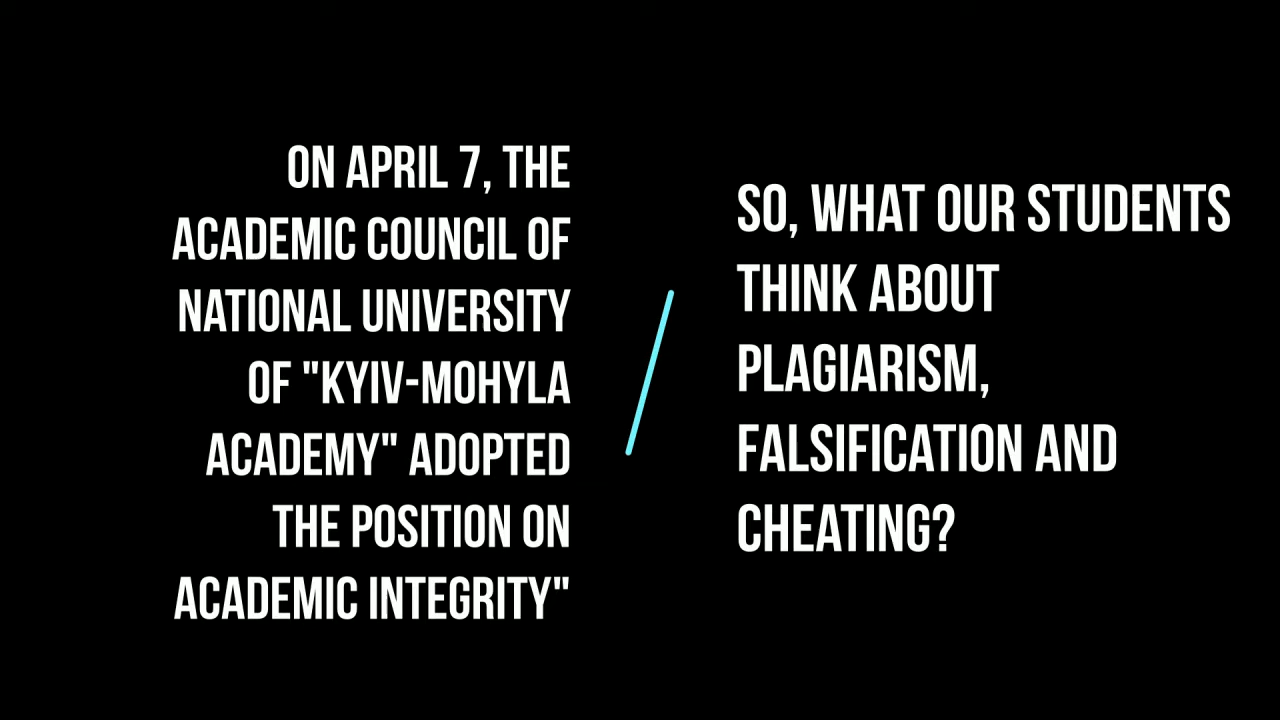 ON APRIL 7, THE
ACADEMIC COUNCIL OF
NATIONAL UNIVERSITY
OF "KYIV-MOHYLA
ACADEMY" ADOPTED
THE POSITION ON
ACADEMIC INTEGRITY"
SO, WHAT OUR STUDENTS
THINK ABOUT
PLAGIARISM,
FALSIFICATION AND
CHEATING?